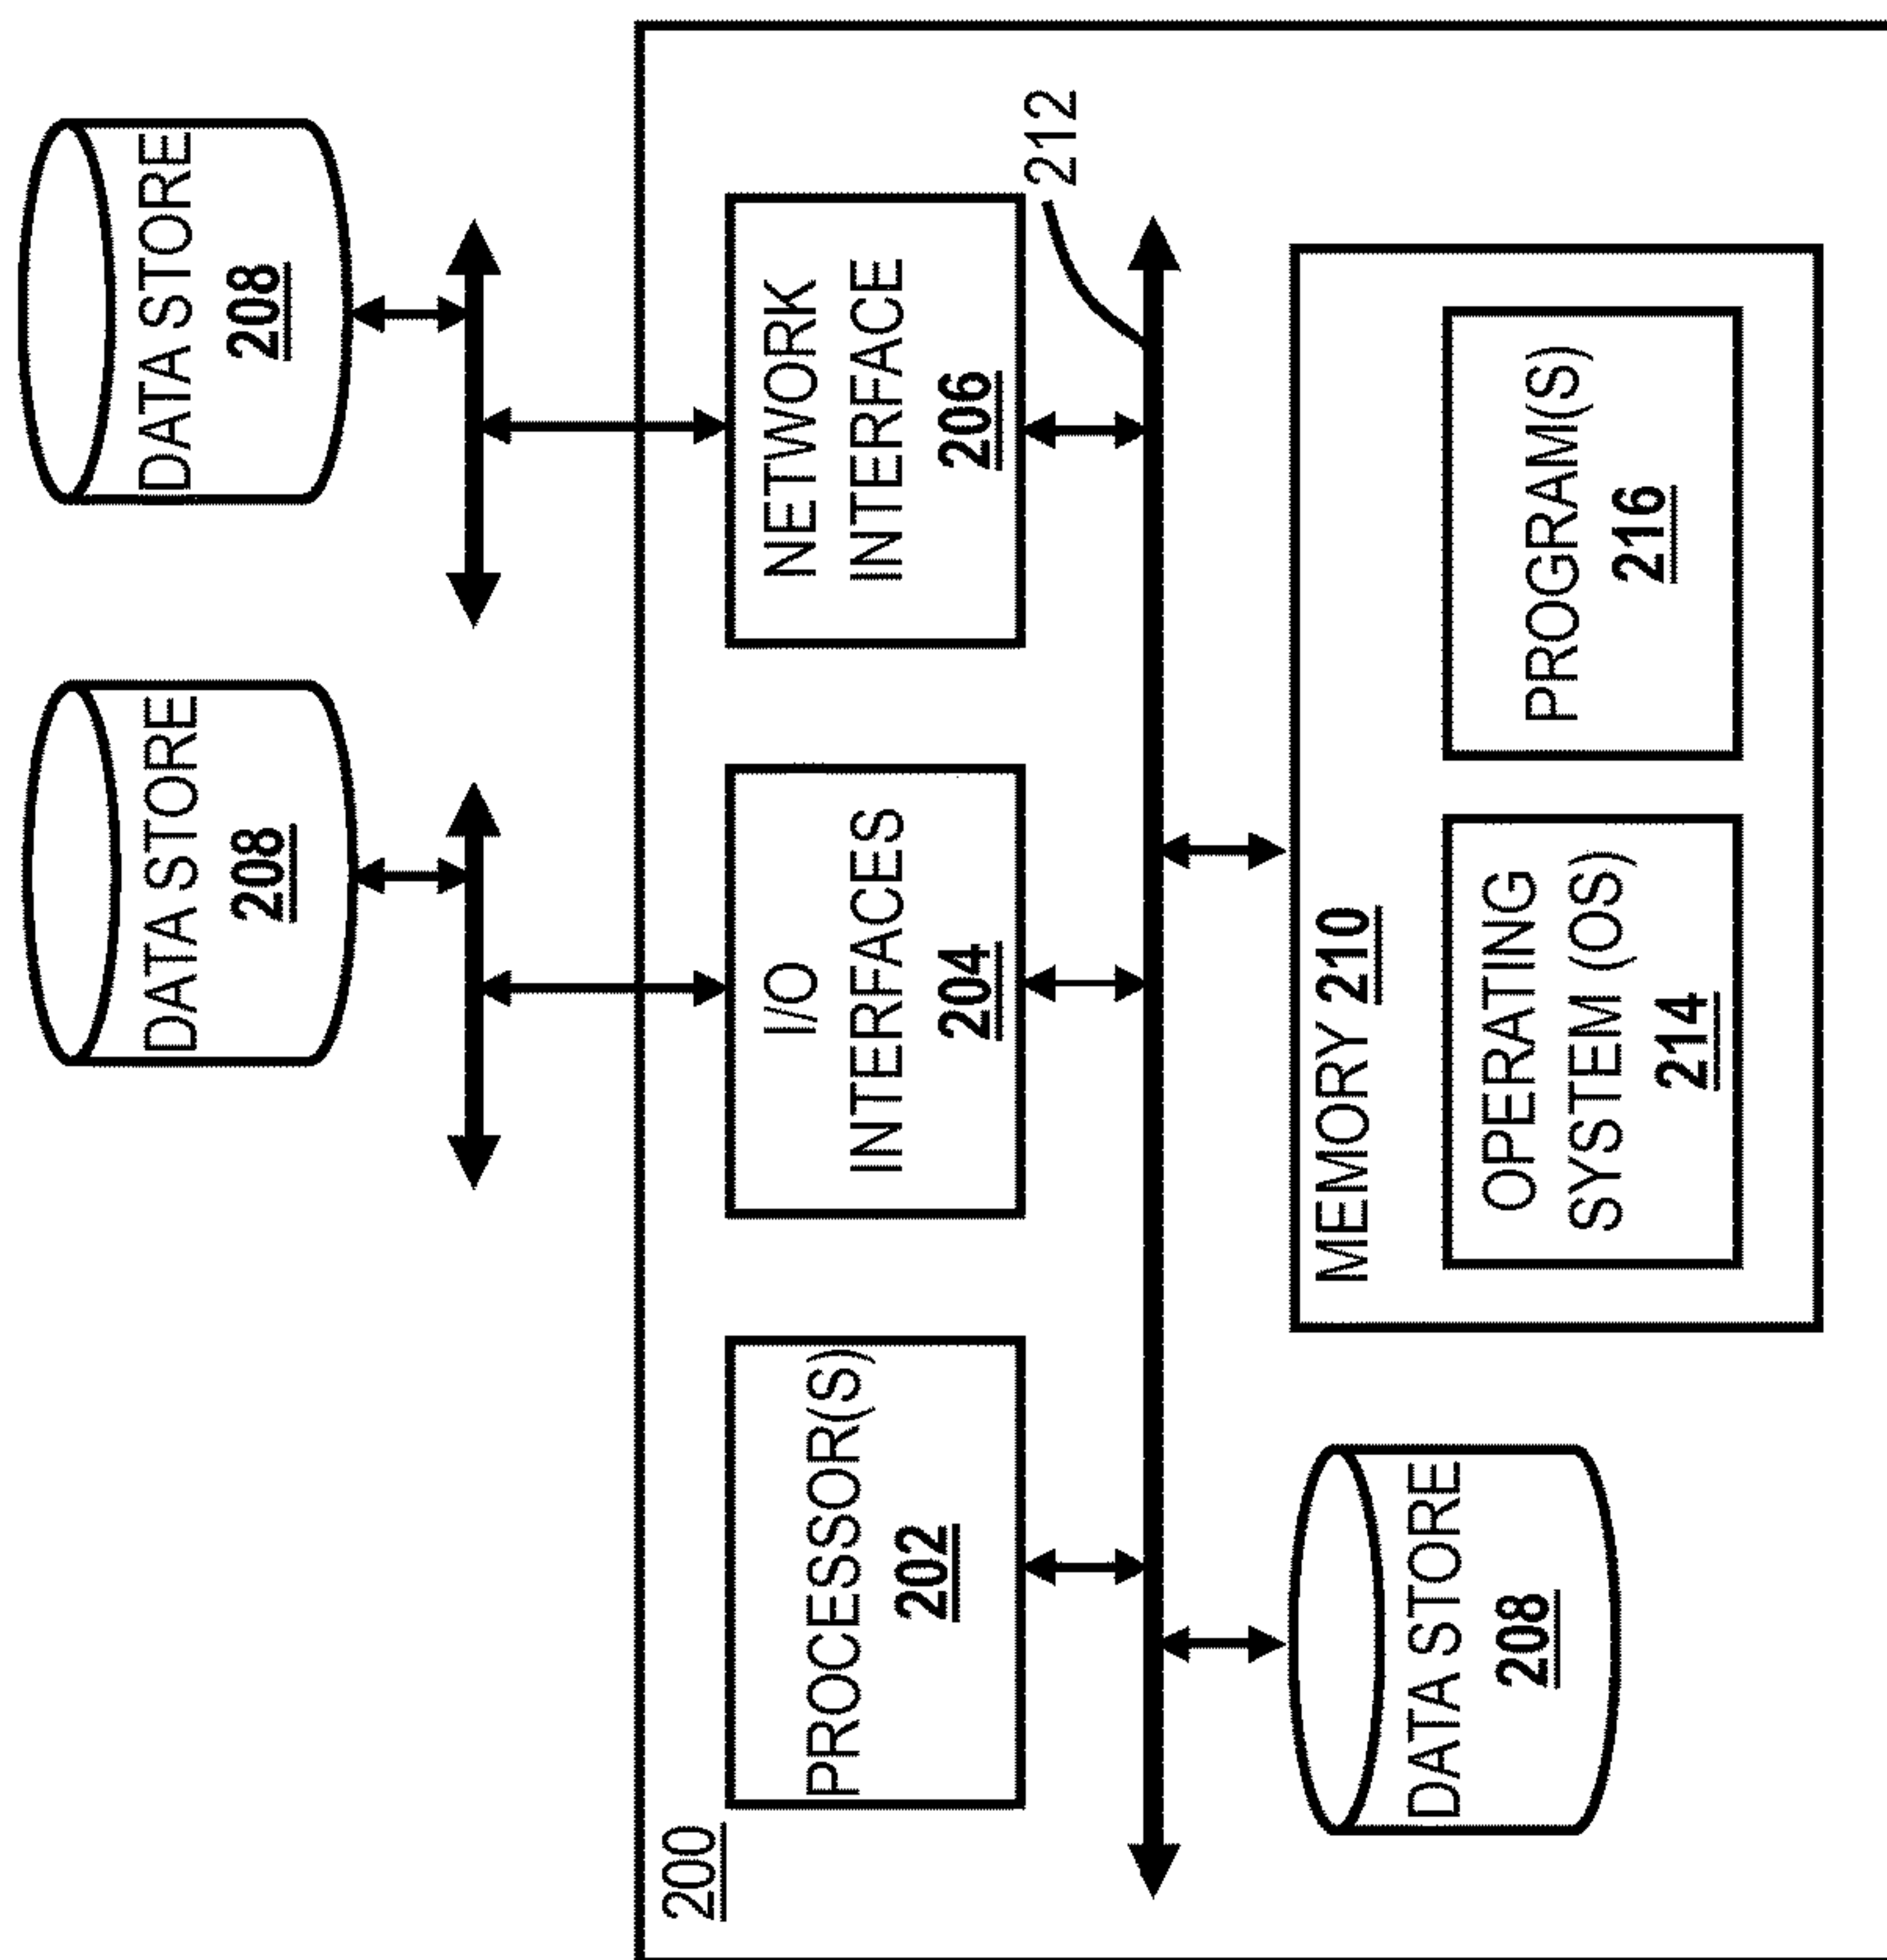 DATA STORE
208
DATA STORE
208
200
PROCESSOR(S)
202
I/O
INTERFACES
204
NETWORK
INTERFACE
206
212
DATA STORE
208
MEMORY 210
OPERATING
SYSTEM (OS)
214
PROGRAM(S)
216